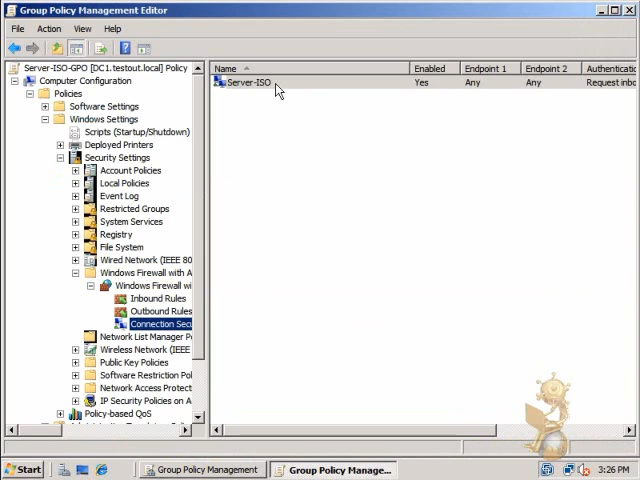 Group Policy Management Editor
File Action View Help
Server-ISO-GPO [DC1.testout.local] Policy
Computer Configuration
Policies
Software Settings
Windows Settings
Scripts (Startup/Shutdown)
Deployed Printers
Security Settings
Account Policies
Local Policies
Event Log
Restricted Groups
System Services
Registry
File System
Wired Network (IEEE 80
Windows Firewall with A
Windows Firewall wi
Inbound Rules
Outbound Rules
Connection Secu
Network List Manager P
Wireless Network (IEEE
Public Key Policies
Software Restriction Pol
Network Access Protect
IP Security Policies on A
Policy-based QoS
Name Enabled Endpoint 1 Endpoint 2 Authenticati
Server-ISO Yes Any Any Request inbo
Start Group Policy Management Group Policy Manage... 3:26 PM